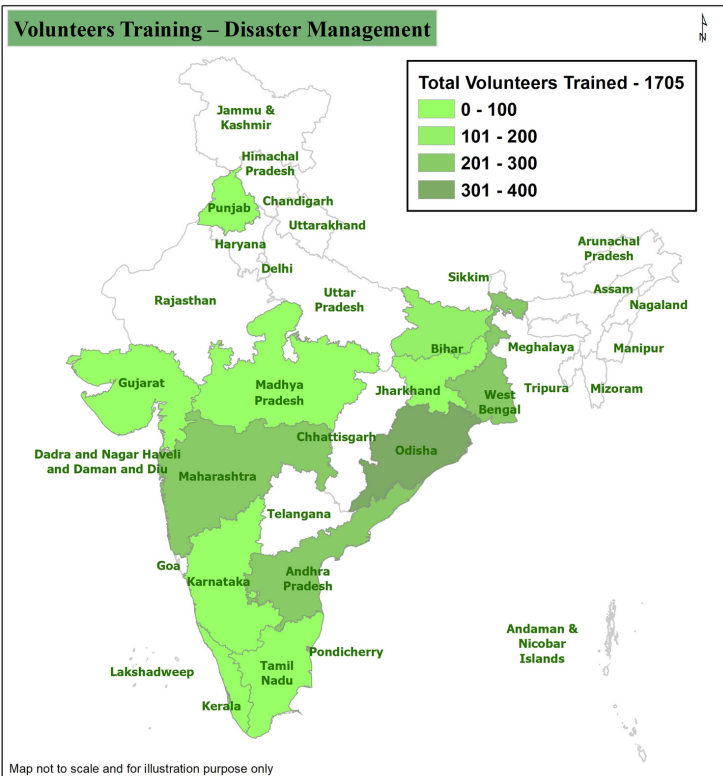 Volunteers Training – Disaster Management
N
Total Volunteers Trained - 1705
0 - 100
101 - 200
201 - 300
301 - 400
Jammu &
Kashmir
Himachal
Pradesh
Punjab
Chandigarh
Uttarakhand
Haryana
Delhi
Rajasthan
Uttar
Pradesh
Sikkim
Arunachal
Pradesh
Assam
Nagaland
Meghalaya
Manipur
Tripura
Mizoram
Bihar
Gujarat
Madhya
Pradesh
Jharkhand
West
Bengal
Chhattisgarh
Odisha
Dadra and Nagar Haveli
and Daman and Diu
Maharashtra
Telangana
Goa
Karnataka
Andhra
Pradesh
Pondicherry
Andaman &
Nicobar
Islands
Lakshadweep
Tamil
Nadu
Kerala
Map not to scale and for illustration purpose only